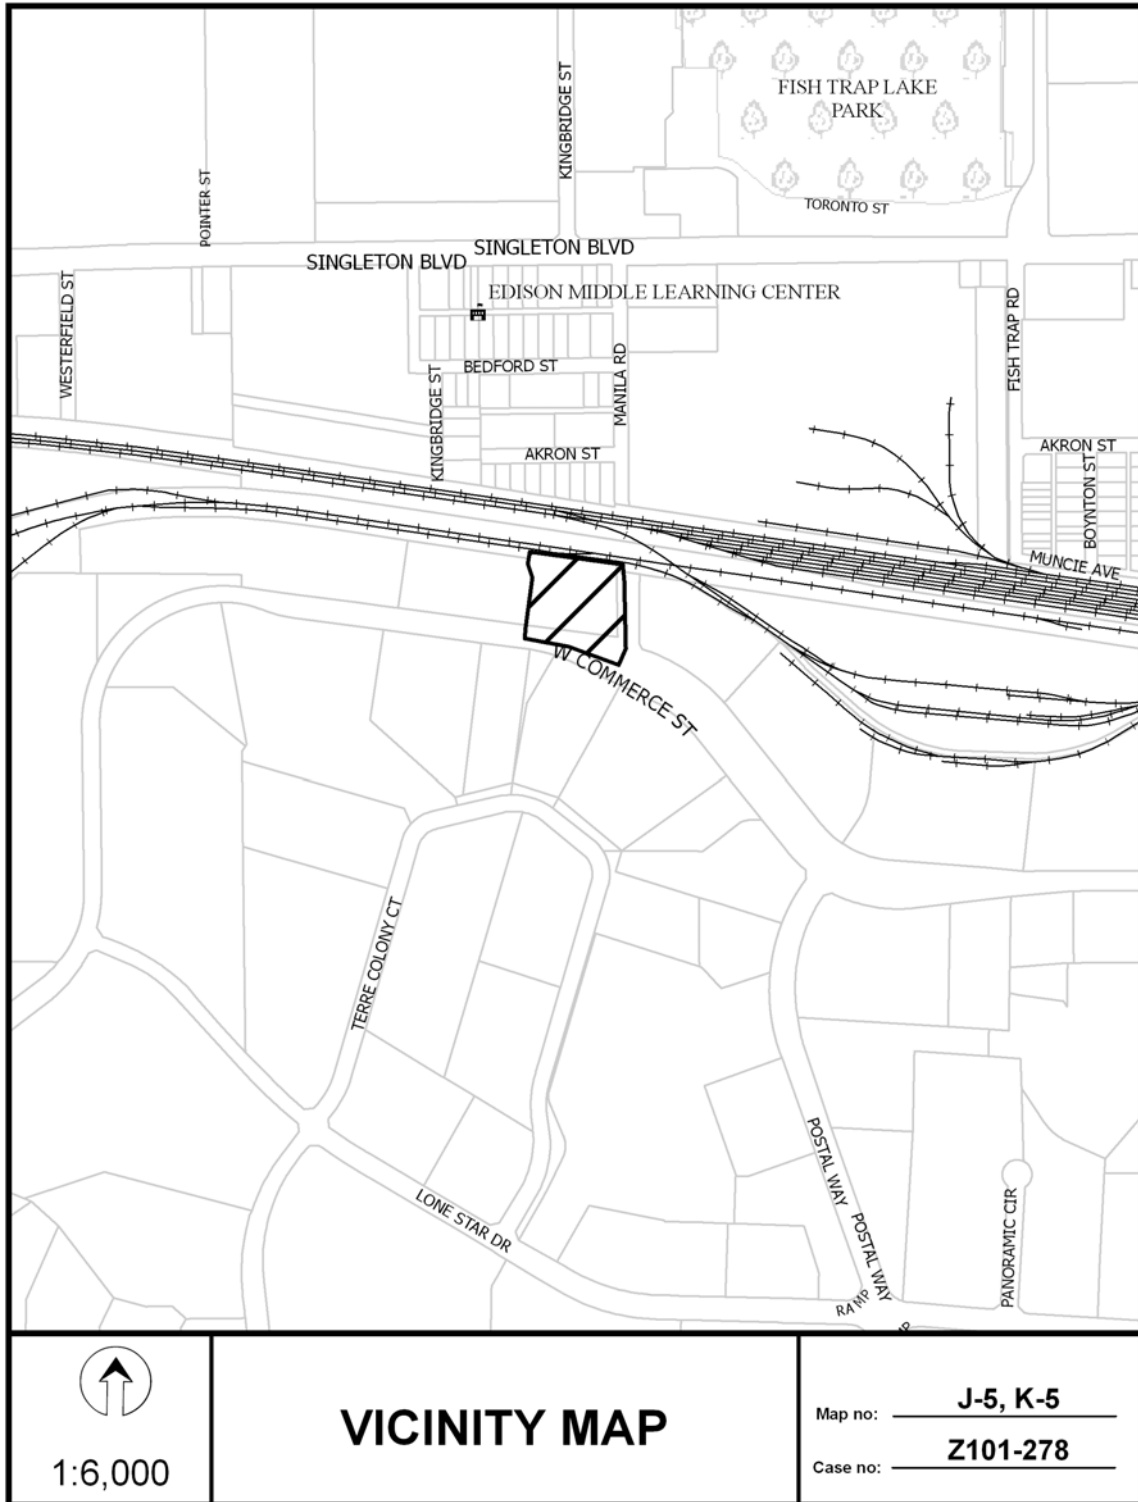 FISH TRAP LAKE
PARK
KINGBRIDGE ST
POINTER ST
TORONTO ST
SINGLETON BLVD
SINGLETON BLVD
WESTERFIELD ST
EDISON MIDDLE LEARNING CENTER
FISH TRAP RD
MANILA RD
BEDFORD ST
KINGBRIDGE ST
AKRON ST
AKRON ST
BOYNTON ST
MUNCIE AVE
W COMMERCE ST
TERRE COLONY CT
POSTAL WAY
LONE STAR DR
POSTAL WAY
PANORAMIC CIR
RAMP
VICINITY MAP
1:6,000
Map no: J-5, K-5
Case no: Z101-278